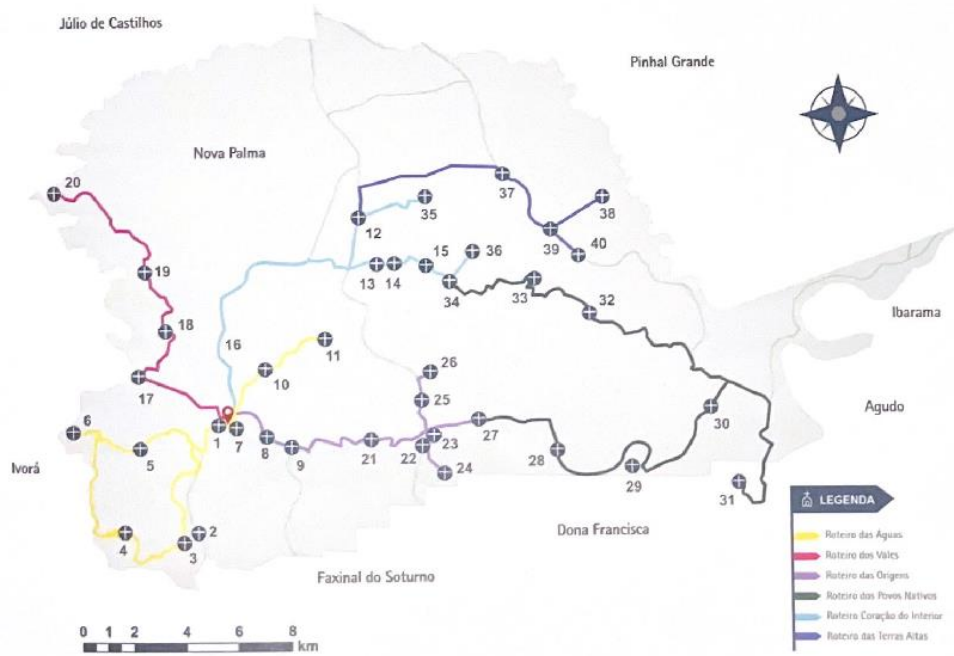 Júlio de Castilhos
Pinhal Grande
Nova Palma
20
37
38
35
12
39
40
36
15
13
14
34
33
19
32
Ibarama
18
16
11
10
26
17
25
30
Agudo
6
1
7
27
23
8
9
21
22
5
28
24
29
Ivorá
31
LEGENDA
2
4
3
Dona Francisca
Roteiro das Águas
Roteiro dos Vales
Faxinal do Soturno
Roteiro das Origens
Roteiro dos Povos Nativos
Roteiro Coração do Interior
Roteiro das Terras Altas
0 1 2 4 6 8
km